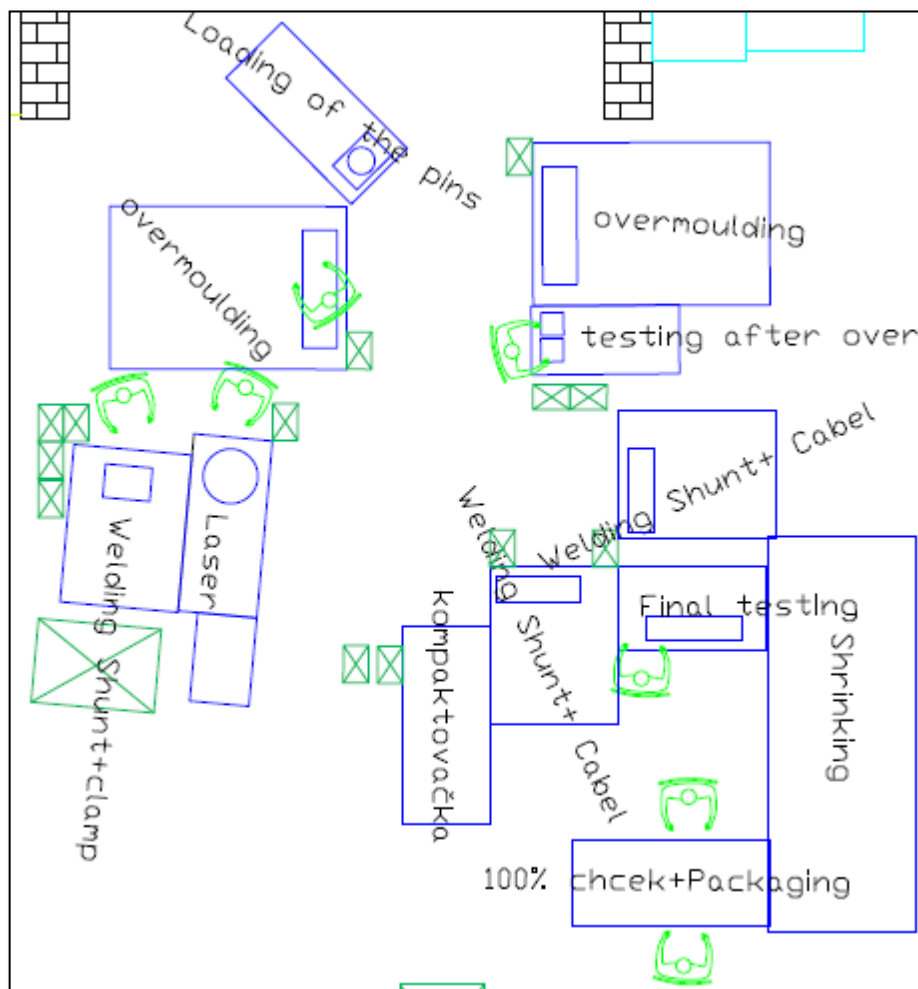 Loading of the pins
overmoulding
overmoulding
testing after over
Welding Shunt+ Cabel
Welding Shunt+ Cabel
Laser
Welding Shunt+clamp
Final testIng
kompaktovačka
Shrinking
100% chcek+Packaging